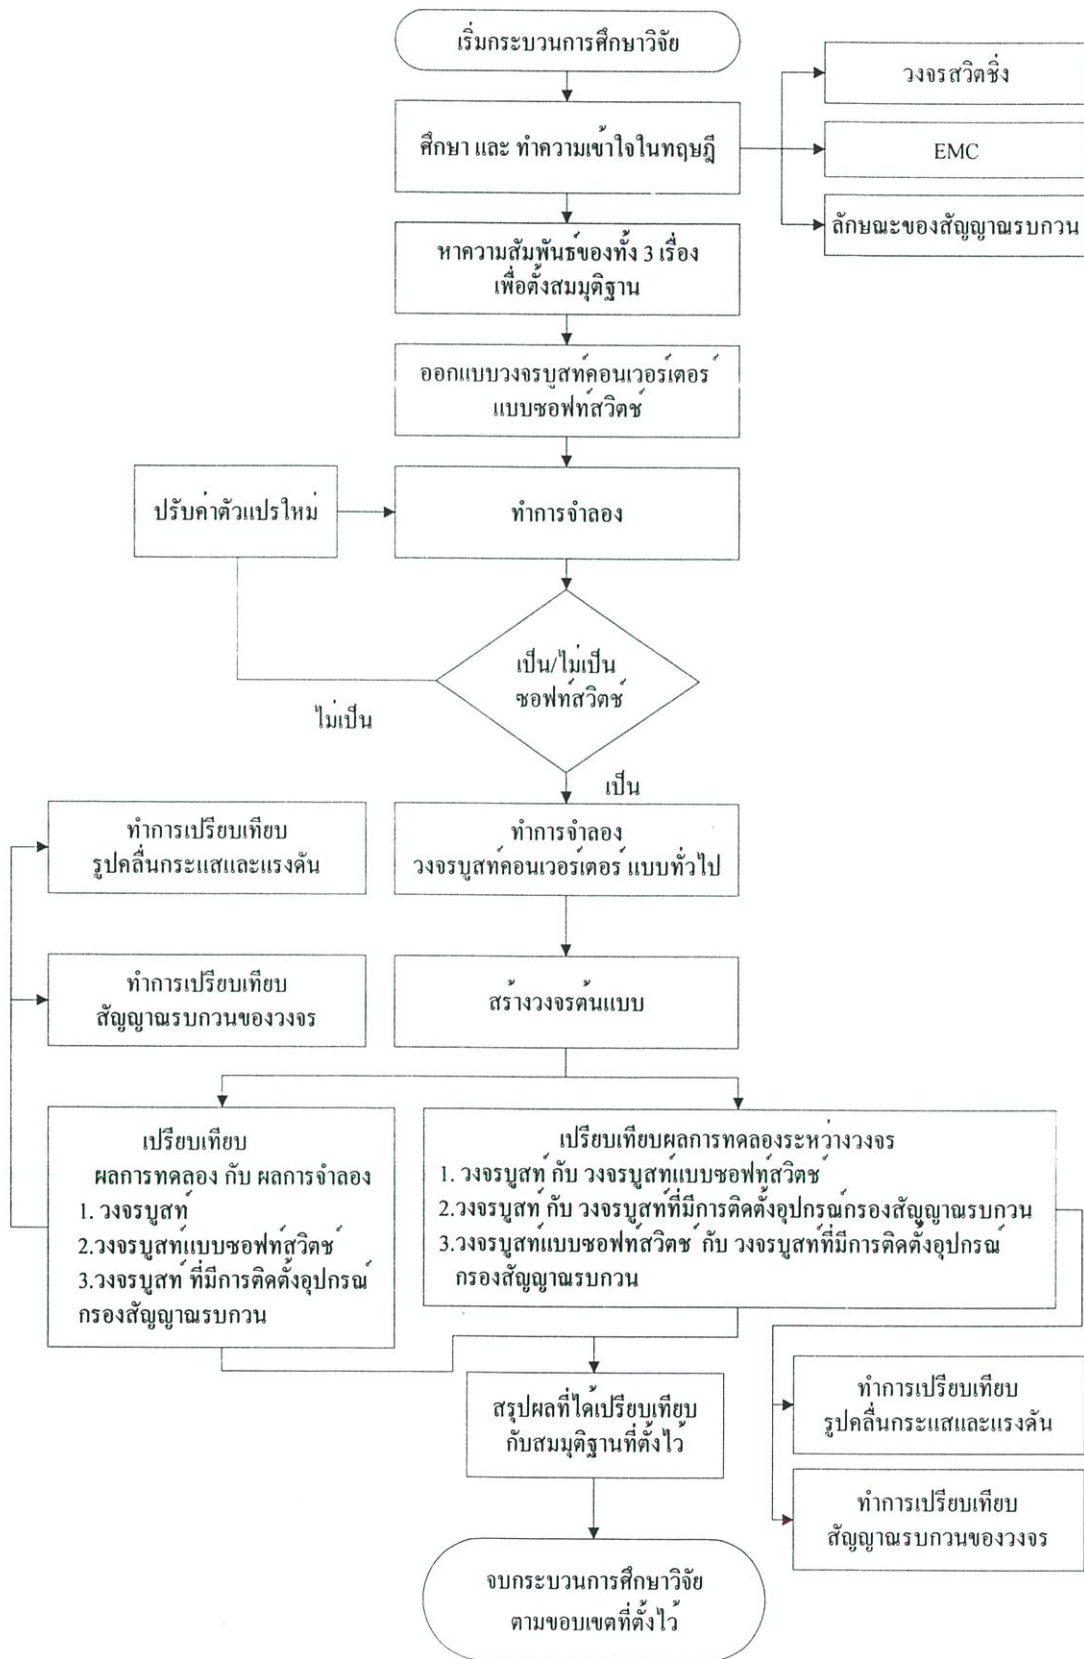 เริ่มกระบวนการศึกษาวิจัย
วงจรสวิตชิ่ง
ศึกษา และ ทำความเข้าใจในทฤษฎี
EMC
ลักษณะของสัญญาณรบกวน
หาความสัมพันธ์ของทั้ง 3 เรื่อง
เพื่อตั้งสมมุติฐาน
ออกแบบวงจรบูสท์คอนเวอร์เตอร์
แบบซอฟท์สวิตช์
ปรับค่าตัวแปรใหม่
ทำการจำลอง
เป็น/ไม่เป็น
ซอฟท์สวิตช์
ไม่เป็น
เป็น
ทำการเปรียบเทียบ
รูปคลื่นกระแสและแรงดัน
ทำการจำลอง
วงจรบูสท์คอนเวอร์เตอร์ แบบทั่วไป
ทำการเปรียบเทียบ
สัญญาณรบกวนของวงจร
สร้างวงจรต้นแบบ
เปรียบเทียบ
ผลการทดลอง กับ ผลการจำลอง
1. วงจรบูสท์
2.วงจรบูสท์แบบซอฟท์สวิตช์
3.วงจรบูสท์ ที่มีการติดตั้งอุปกรณ์
กรองสัญญาณรบกวน
เปรียบเทียบผลการทดลองระหว่างวงจร
1. วงจรบูสท์ กับ วงจรบูสท์แบบซอฟท์สวิตช์
2.วงจรบูสท์ กับ วงจรบูสท์ที่มีการติดตั้งอุปกรณ์กรองสัญญาณรบกวน
3.วงจรบูสท์แบบซอฟท์สวิตช์ กับ วงจรบูสท์ที่มีการติดตั้งอุปกรณ์
กรองสัญญาณรบกวน
สรุปผลที่ได้เปรียบเทียบ
กับสมมุติฐานที่ตั้งไว้
ทำการเปรียบเทียบ
รูปคลื่นกระแสและแรงดัน
ทำการเปรียบเทียบ
สัญญาณรบกวนของวงจร
จบกระบวนการศึกษาวิจัย
ตามขอบเขตที่ตั้งไว้